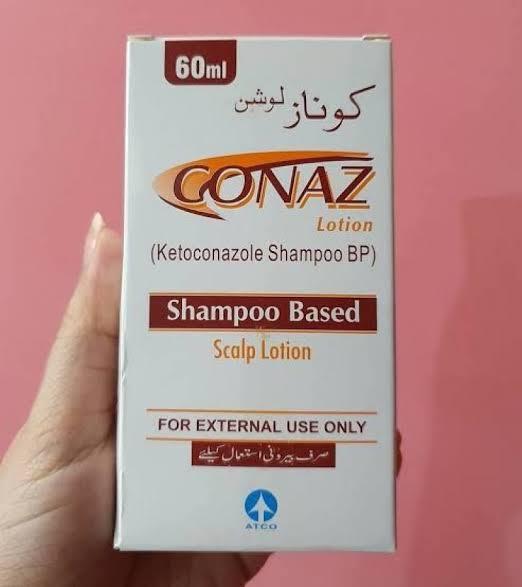 60ml
کوناز لوشن
CONAZ
Lotion
(Ketoconazole Shampoo BP)
Shampoo Based
Scalp Lotion
FOR EXTERNAL USE ONLY
صرف بیرونی استعمال کیلئے
ATCO